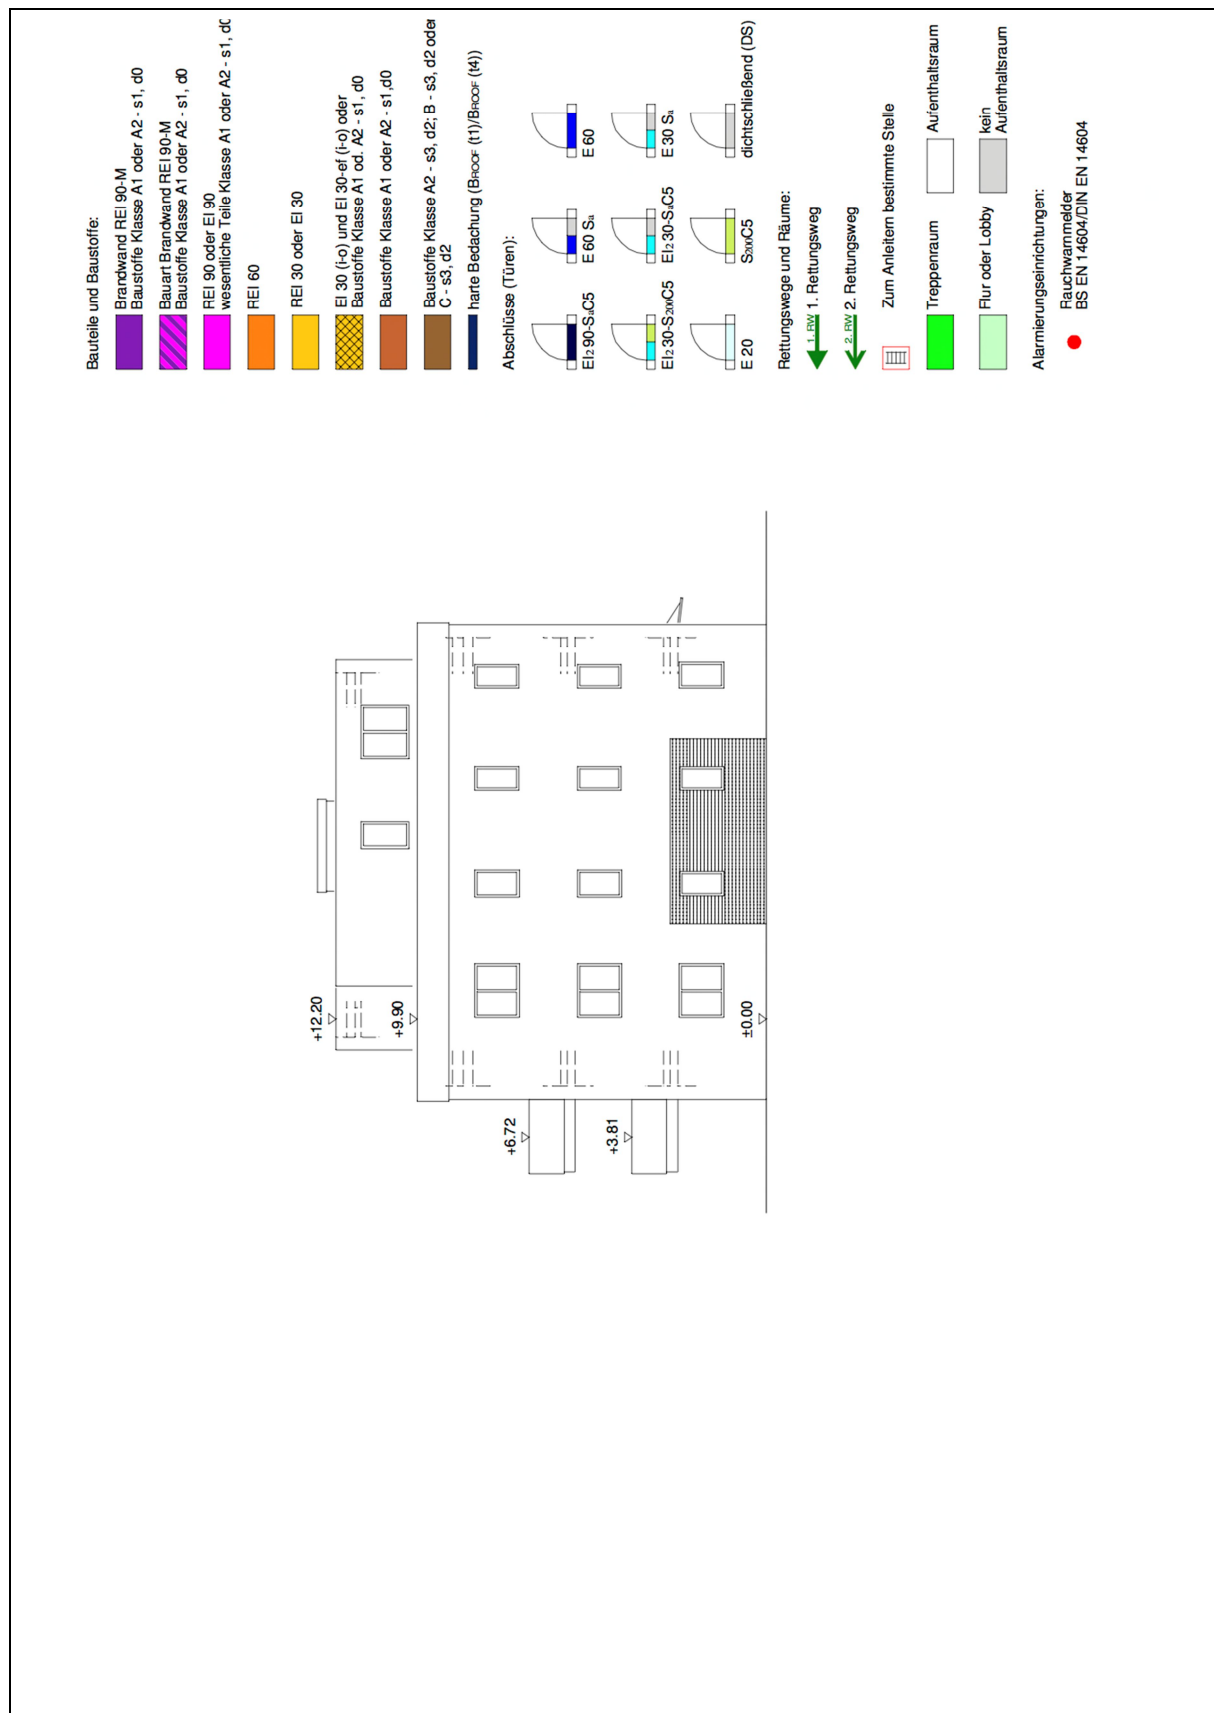 Bauteile und Baustoffe:
Brandwand REI 90-M
Baustoffe Klasse A1 oder A2 - s1, d0
Bauart Brandwand REI 90-M
Baustoffe Klasse A1 oder A2 - s1, d0
REI 90 oder EI 90
wesentliche Teile Klasse A1 oder A2 - s1, d0
REI 60
REI 30 oder EI 30
EI 30 (i-o) und EI 30-ef (i-o) oder
Baustoffe Klasse A1 od. A2 - s1, d0
Baustoffe Klasse A1 oder A2 - s1,d0
Baustoffe Klasse A2 - s3, d2; B - s3, d2 oder
C - s3, d2
harte Bedachung (BROOF (t1)/BROOF (t4))
Abschlüsse (Türen):
EI₂ 90-SₐC5
E 60 Sₐ
E 60
EI₂ 30-S₂₀₀C5
EI₂ 30-SₐC5
E 30 Sₐ
E 20
S₂₀₀C5
dichtschließend (DS)
Rettungswege und Räume:
1. RW
1. Rettungsweg
2. RW
2. Rettungsweg
Zum Anleitern bestimmte Stelle
Treppenraum
Aufenthaltsraum
Flur oder Lobby
kein
Aufenthaltsraum
Alarmierungseinrichtungen:
Rauchwarnmelder
BS EN 14604/DIN EN 14604
+12.20
+9.90
+6.72
+3.81
±0.00